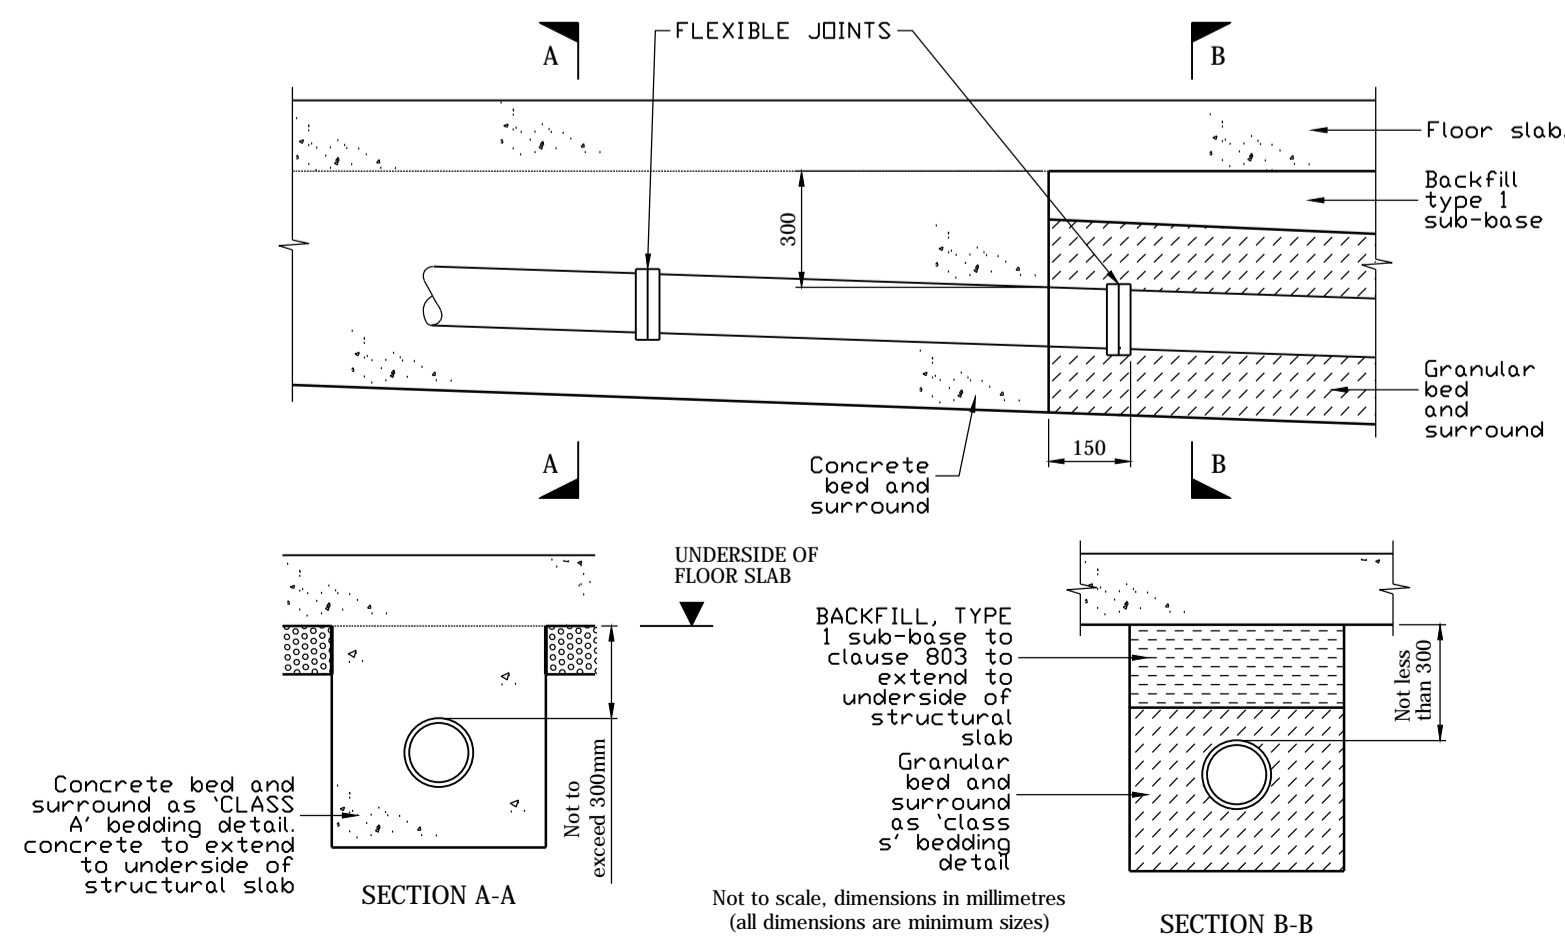 A
FLEXIBLE JOINTS
B
Floor slab.
Backfill
type 1
sub-base
300
Granular
bed
and
surround
150
A
B
Concrete
bed and
surround
UNDERSIDE OF
FLOOR SLAB
Concrete bed and
surround as 'CLASS
A' bedding detail.
concrete to extend
to underside of
structural slab
Not to
exceed 300mm
SECTION A-A
BACKFILL, TYPE
1 sub-base to
clause 803 to
extend to
underside of
structural
slab
Granular
bed and
surround
as 'class
s' bedding
detail
Not less
than 300
Not to scale, dimensions in millimetres
(all dimensions are minimum sizes)
SECTION B-B